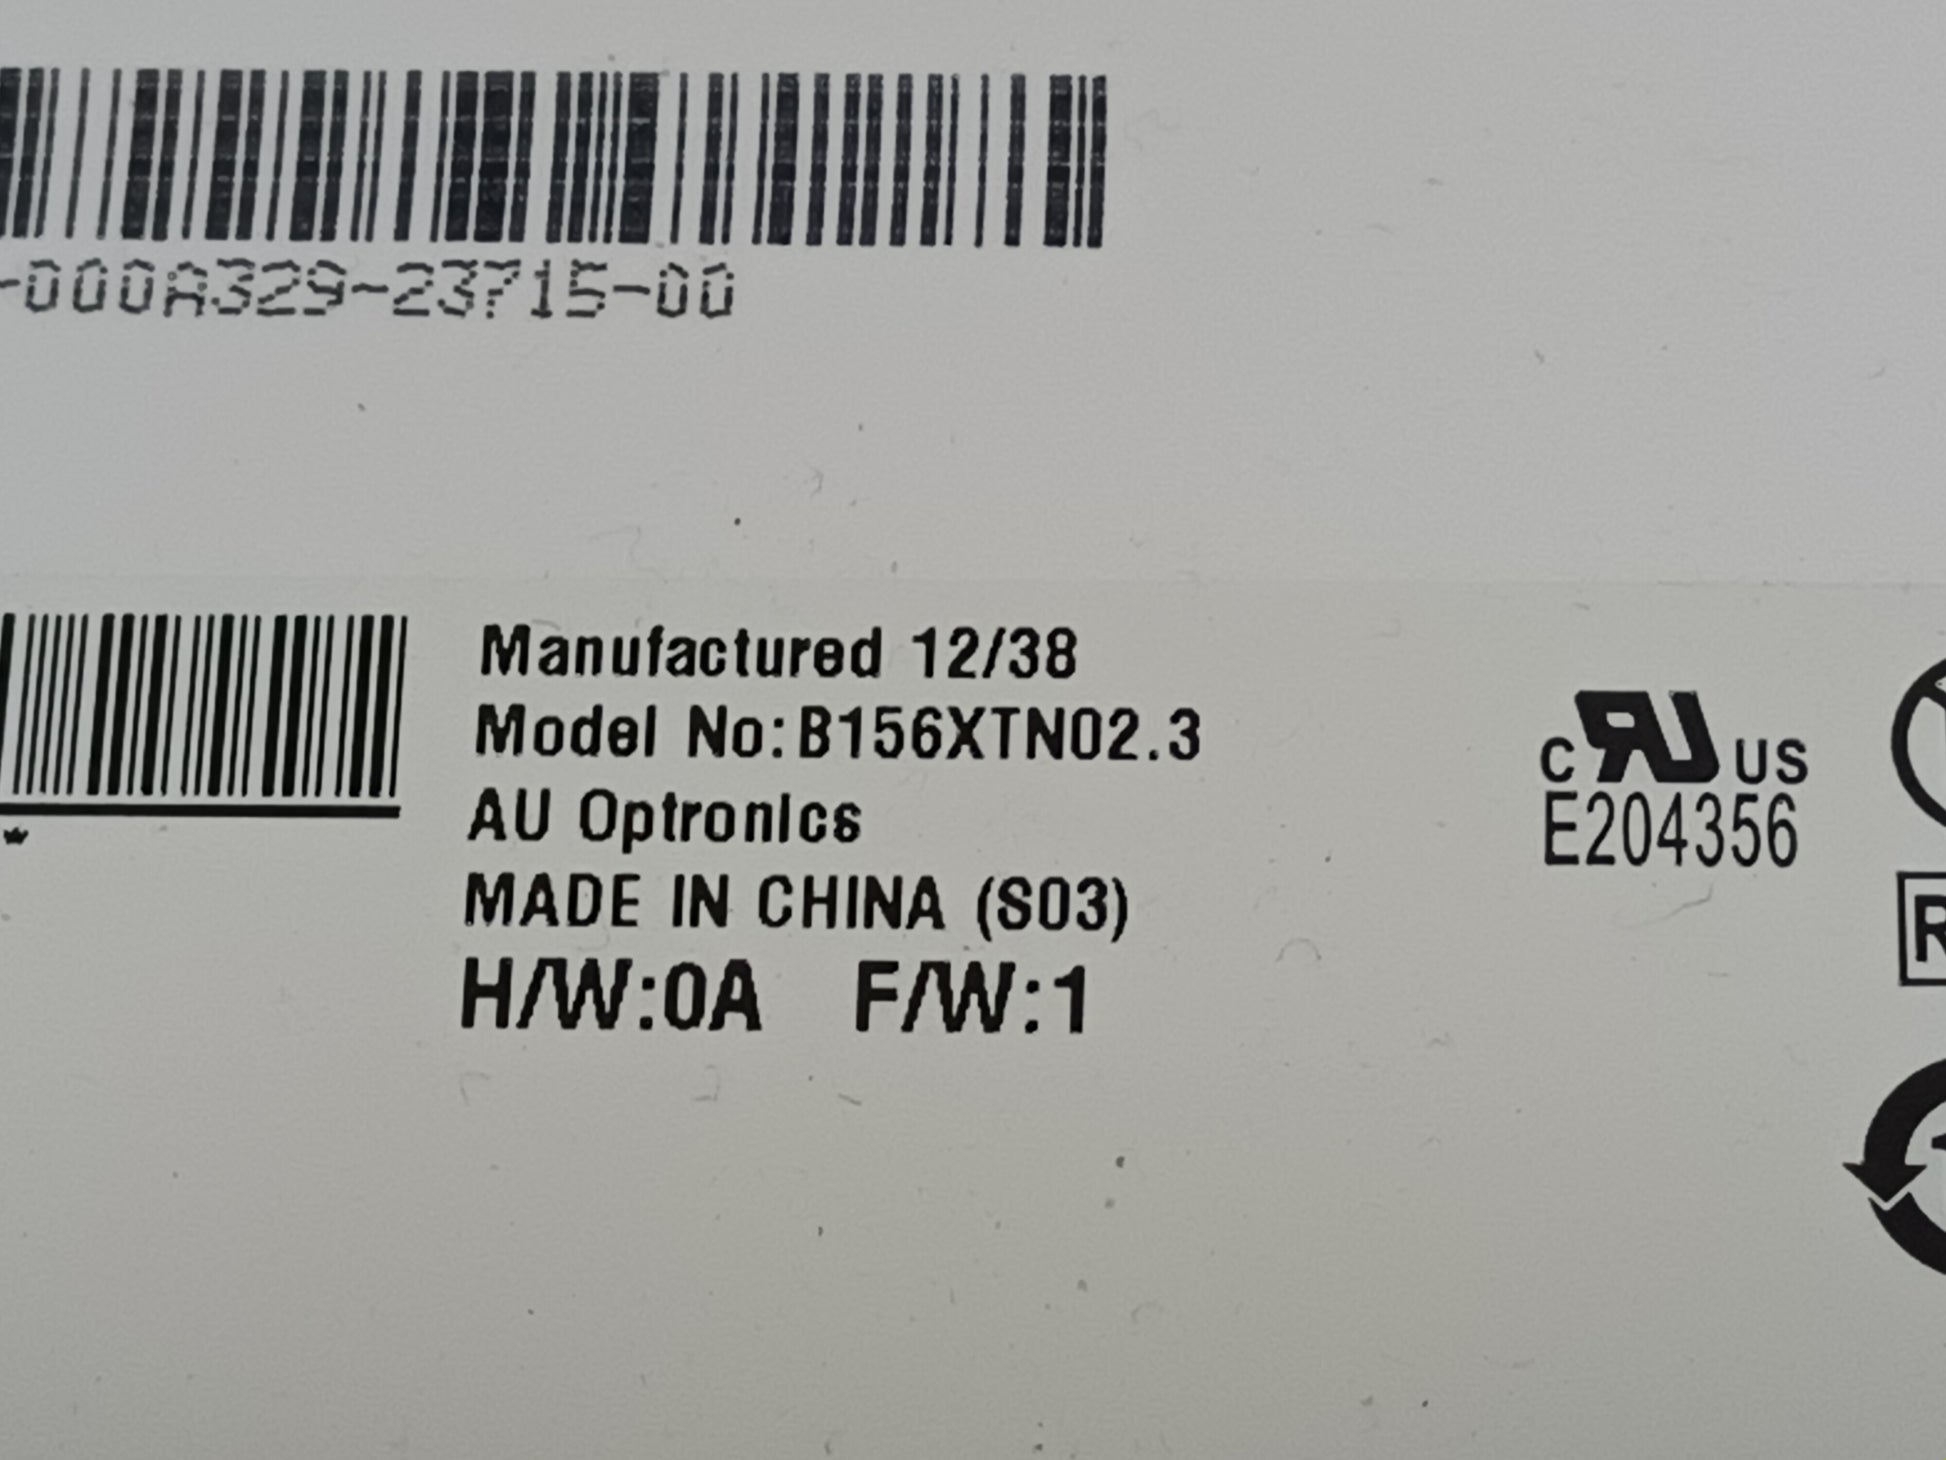 -000A329-23715-00
Manufactured 12/38
Model No:B156XTN02.3
AU Optronics
MADE IN CHINA (S03)
H/W:0A F/W:1
C RU US
E204356
R